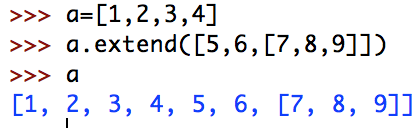 >>> a=[1,2,3,4]
>>> a.extend([5,6,[7,8,9]])
>>> a
[1, 2, 3, 4, 5, 6, [7, 8, 9]]